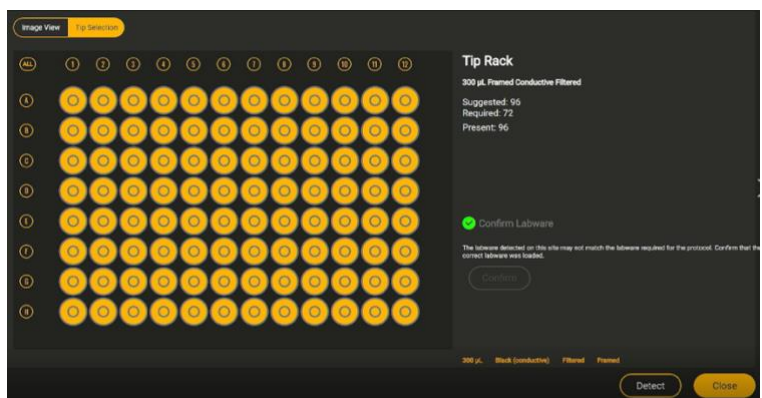 Image View Tip Selection
ALL 1 2 3 4 5 6 7 8 9 10 11 12
A
B
C
D
E
F
G
H
Tip Rack
300 µL Framed Conductive Filtered
Suggested: 96
Required: 72
Present: 96
Confirm Labware
The labware detected on this site may not match the labware required for the protocol. Confirm that the
correct labware was loaded.
Confirm
300 µL Black (conductive) Filtered Framed
Detect Close